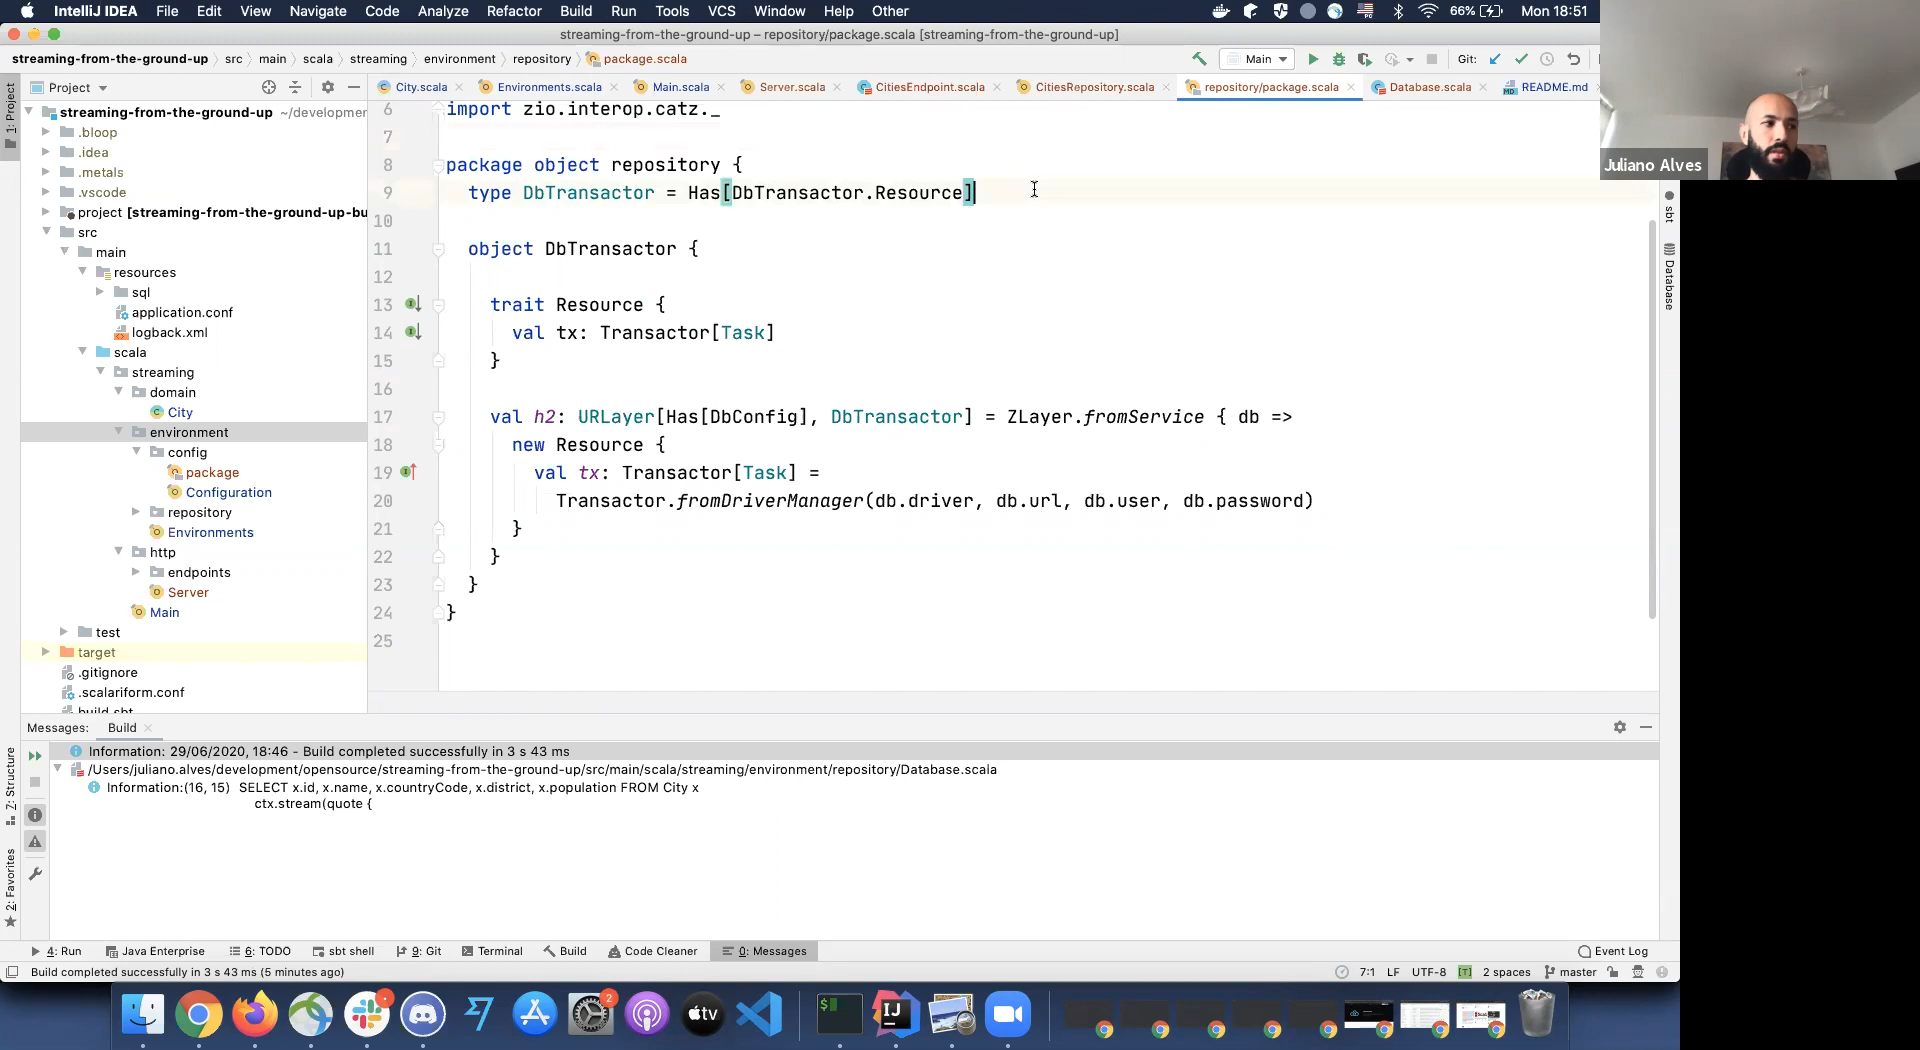 IntelliJ IDEA File Edit View Navigate Code Analyze Refactor Build Run Tools VCS Window Help Other 66% Mon 18:51
streaming-from-the-ground-up – repository/package.scala [streaming-from-the-ground-up]
streaming-from-the-ground-up src main scala streaming environment repository package.scala Main Git:
Project City.scala Environments.scala Main.scala Server.scala CitiesEndpoint.scala CitiesRepository.scala repository/package.scala Database.scala README.md
1: Project
streaming-from-the-ground-up ~/developmer
.bloop
.idea
.metals
.vscode
project [streaming-from-the-ground-up-bu
src
main
resources
sql
application.conf
logback.xml
scala
streaming
domain
City
environment
config
package
Configuration
repository
Environments
http
endpoints
Server
Main
test
target
.gitignore
.scalariform.conf
build.sbt
6 import zio.interop.catz._
7
8 package object repository {
9 type DbTransactor = Has[DbTransactor.Resource]
10
11 object DbTransactor {
12
13 trait Resource {
14 val tx: Transactor[Task]
15 }
16
17 val h2: URLayer[Has[DbConfig], DbTransactor] = ZLayer.fromService { db =>
18 new Resource {
19 val tx: Transactor[Task] =
20 Transactor.fromDriverManager(db.driver, db.url, db.user, db.password)
21 }
22 }
23 }
24 }
25
Juliano Alves
sbt
Database
Messages: Build
Information: 29/06/2020, 18:46 - Build completed successfully in 3 s 43 ms
/Users/juliano.alves/development/opensource/streaming-from-the-ground-up/src/main/scala/streaming/environment/repository/Database.scala
Information:(16, 15) SELECT x.id, x.name, x.countryCode, x.district, x.population FROM City x
ctx.stream(quote {
Z: Structure
2: Favorites
4: Run Java Enterprise 6: TODO sbt shell 9: Git Terminal Build Code Cleaner 0: Messages Event Log
Build completed successfully in 3 s 43 ms (5 minutes ago) 7:1 LF UTF-8 [T] 2 spaces master
2
$
IJ
tv